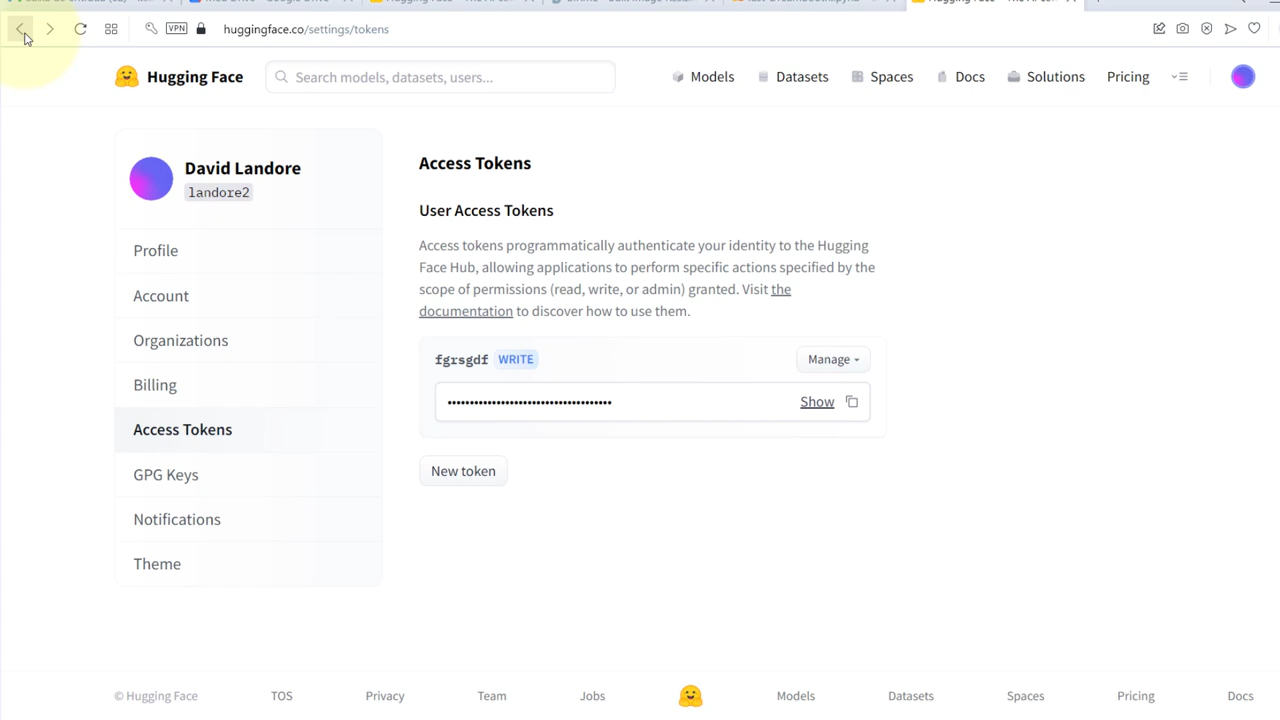 VPN
huggingface.co/settings/tokens
Hugging Face
Search models, datasets, users...
Models
Datasets
Spaces
Docs
Solutions
Pricing
David Landore
landore2
Profile
Account
Organizations
Billing
Access Tokens
GPG Keys
Notifications
Theme
Access Tokens
User Access Tokens
Access tokens programmatically authenticate your identity to the Hugging
Face Hub, allowing applications to perform specific actions specified by the
scope of permissions (read, write, or admin) granted. Visit the
documentation to discover how to use them.
fgrsgdf WRITE
Manage
••••••••••••••••••••••••••••••••••••• Show
New token
© Hugging Face
TOS
Privacy
Team
Jobs
Models
Datasets
Spaces
Pricing
Docs